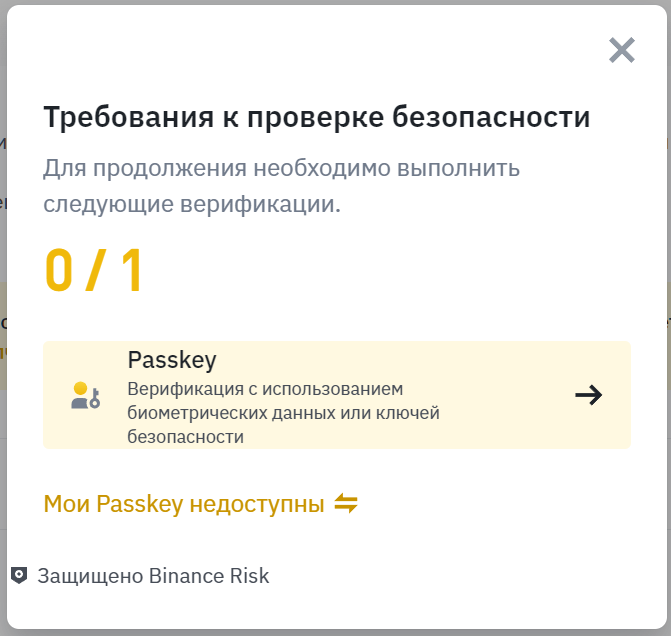 Требования к проверке безопасности
Для продолжения необходимо выполнить
следующие верификации.
0 / 1
Passkey
Верификация с использованием
биометрических данных или ключей
безопасности
Мои Passkey недоступны
Защищено Binance Risk